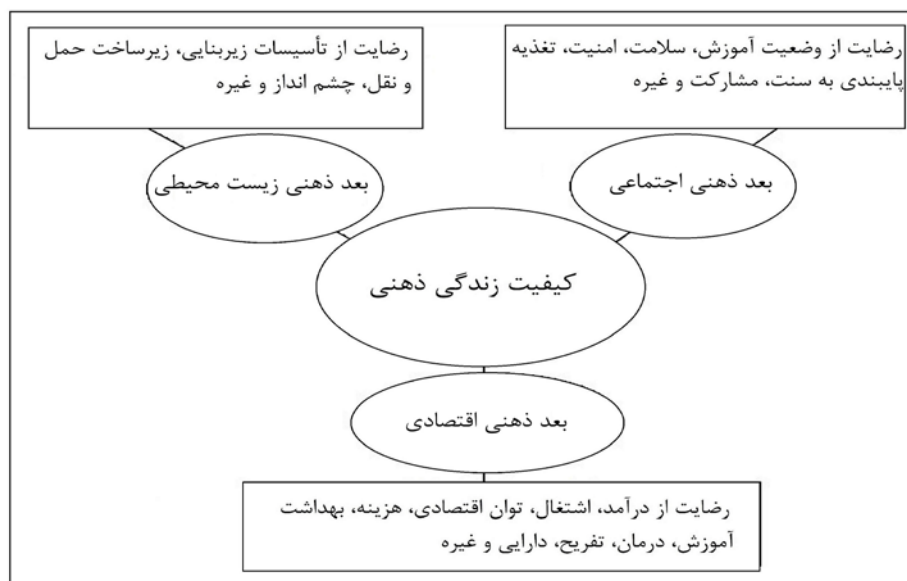 رضایت از وضعیت آموزش، سلامت، امنیت، تغذیه
پایبندی به سنت، مشارکت و غیره
رضایت از تأسیسات زیربنایی، زیرساخت حمل
و نقل، چشم انداز و غیره
بعد ذهنی اجتماعی
بعد ذهنی زیست محیطی
کیفیت زندگی ذهنی
بعد ذهنی اقتصادی
رضایت از درآمد، اشتغال، توان اقتصادی، هزینه، بهداشت
آموزش، درمان، تفریح، دارایی و غیره